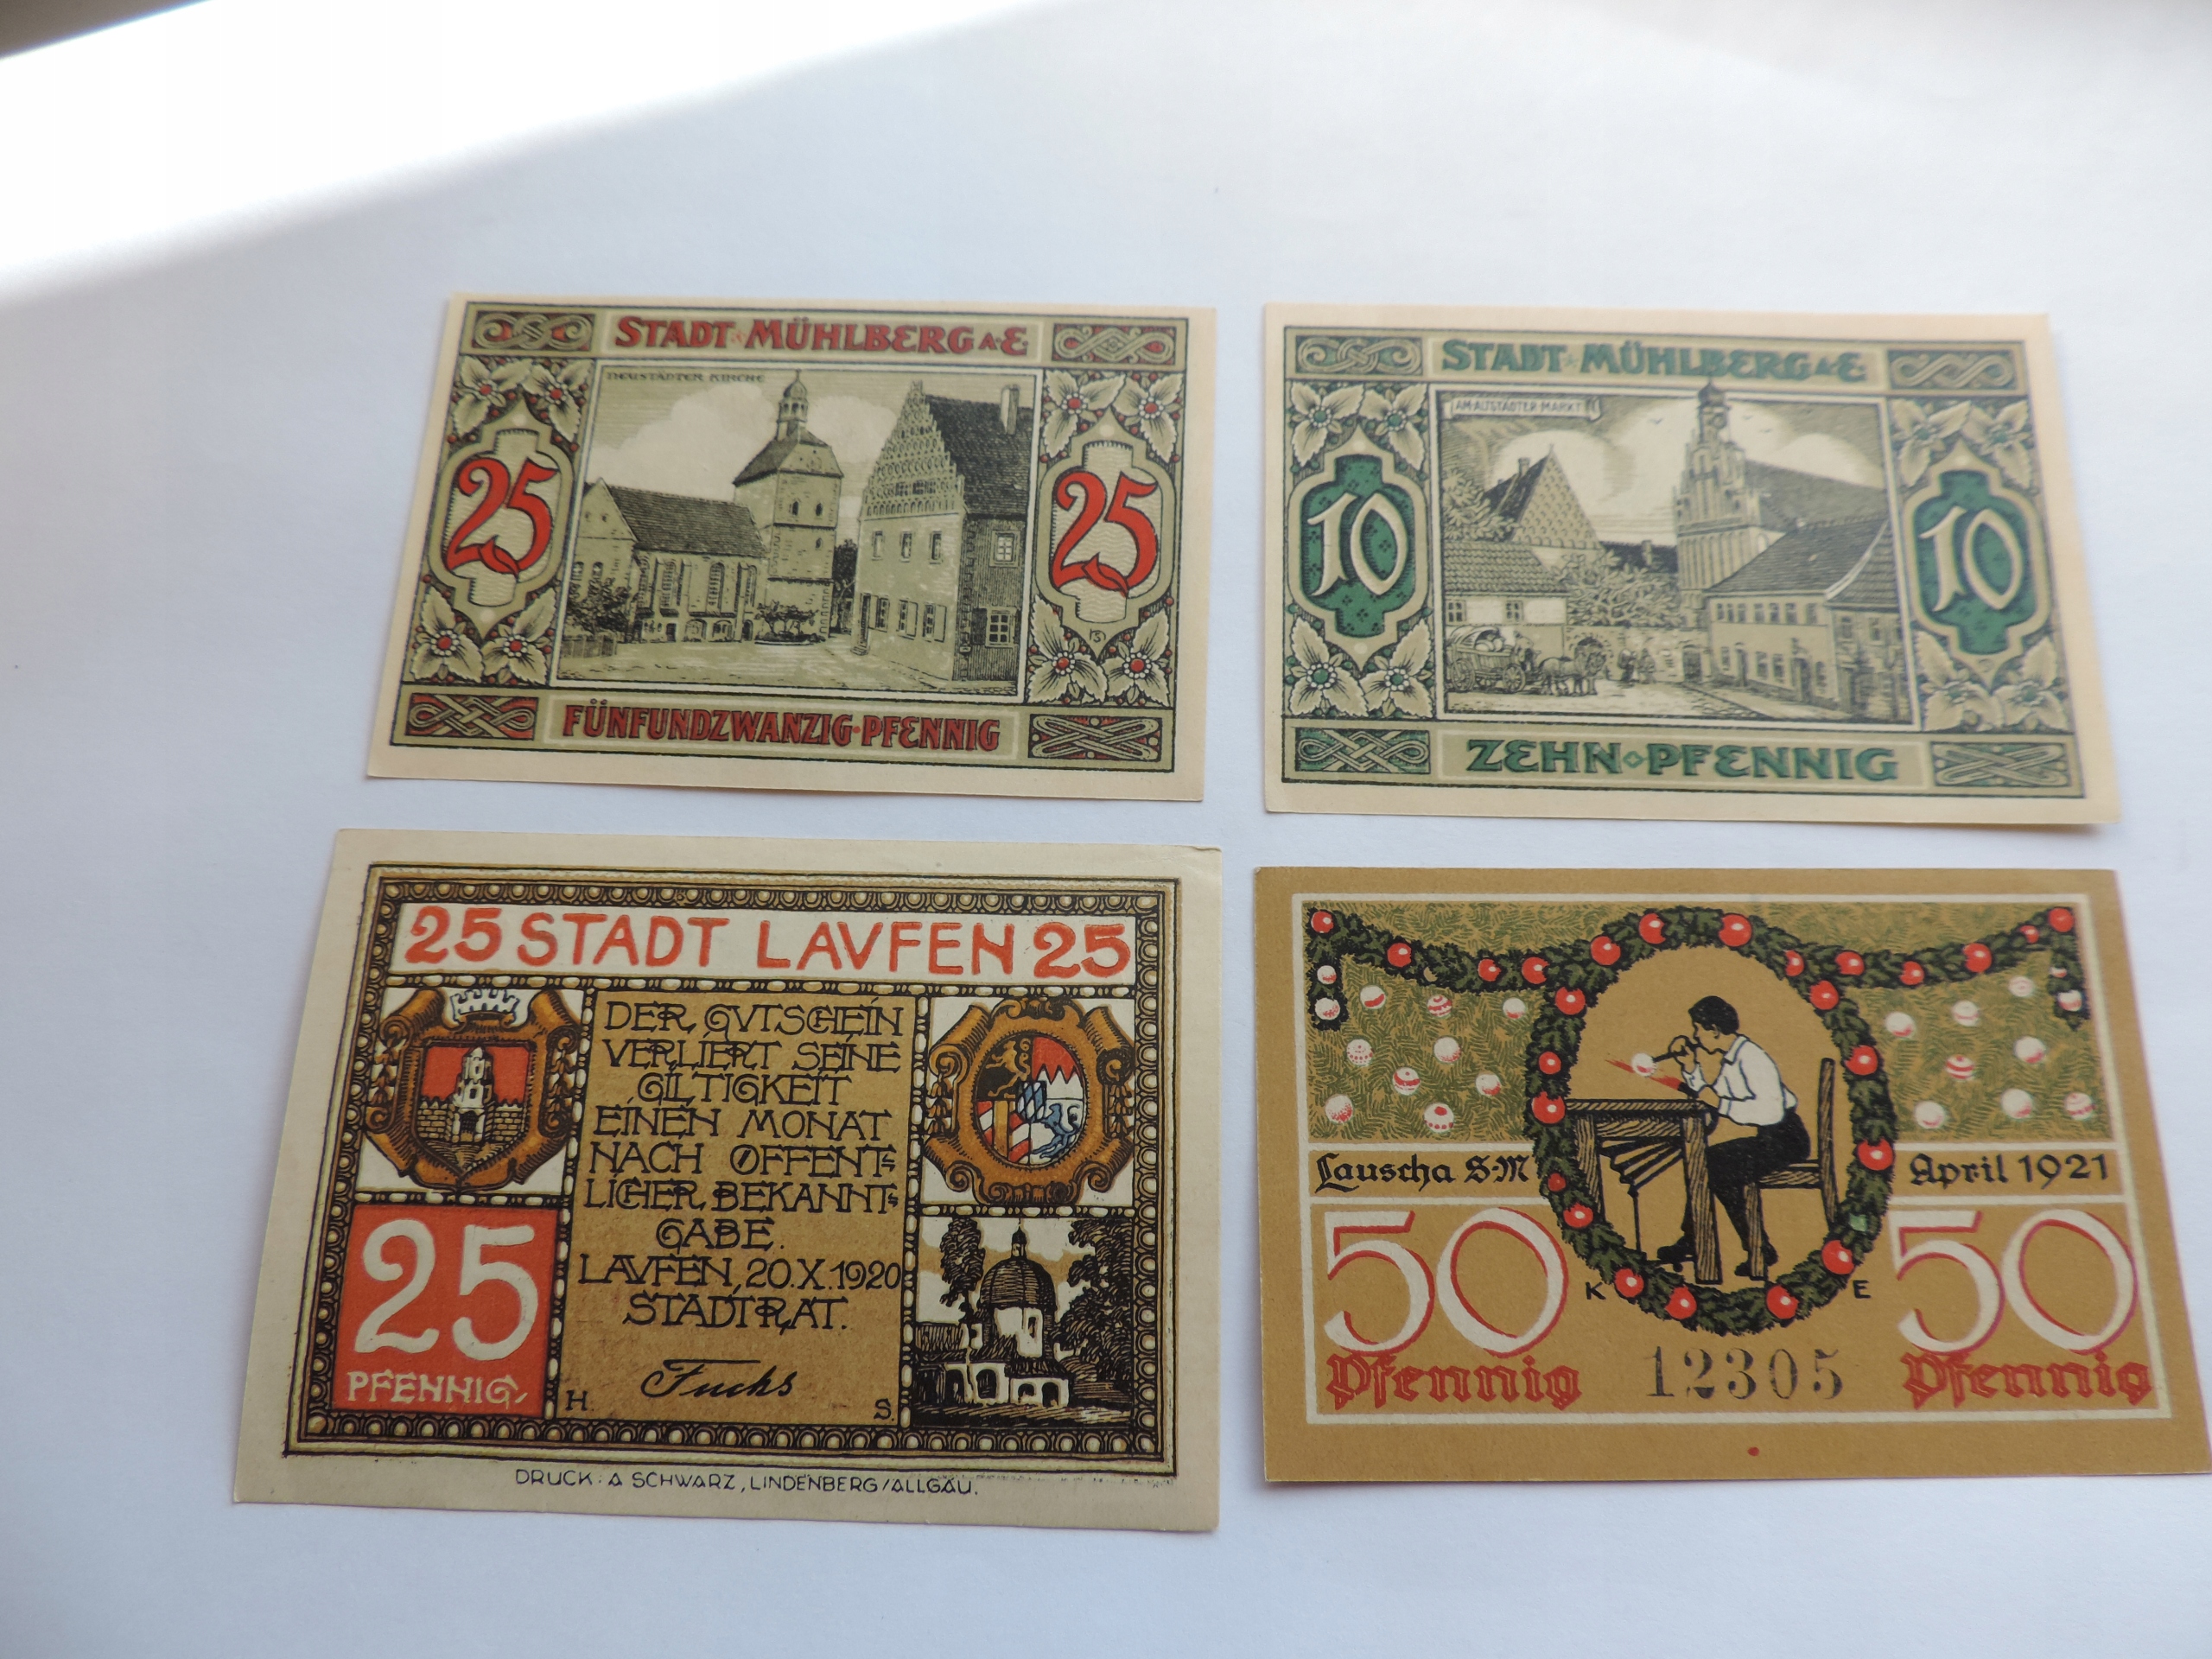 STADT MÜHLBERG A·E·
NEUSTÄDTER KIRCHE
25 25
FÜNFUNDZWANZIG·PFENNIG
STADT MÜHLBERG A·E·
AM ALTSTÄDTER MARKT
10 10
ZEHN PFENNIG
25 STADT LAVFEN 25
DER GVTSCHEIN
VERLIERT SEINE
GILTIGKEIT
EINEN MONAT
NACH ÖFFENT-
LICHER BEKANNT-
GABE.
LAVFEN, 20.X.1920
STADTRAT.
Fuchs
25
PFENNIG
H. S.
DRUCK: A SCHWARZ, LINDENBERG/ALLGÄU.
Lauscha S·M April 1921
50 50
K E
Pfennig 12305 Pfennig